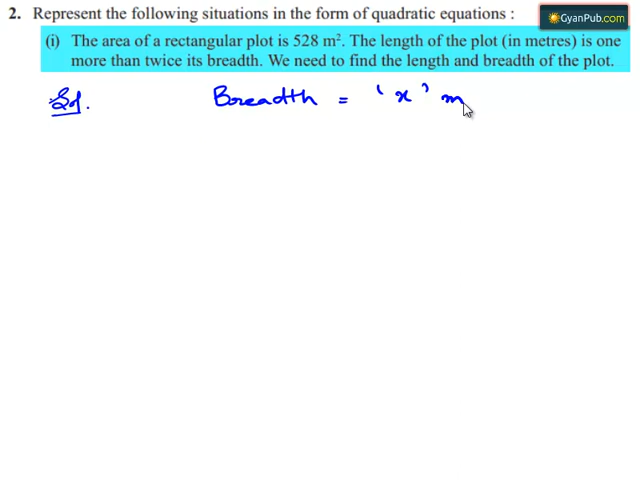 2. Represent the following situations in the form of quadratic equations :
GyanPub.com
(i) The area of a rectangular plot is 528 m². The length of the plot (in metres) is one
more than twice its breadth. We need to find the length and breadth of the plot.
Sol. Breadth = 'x' m